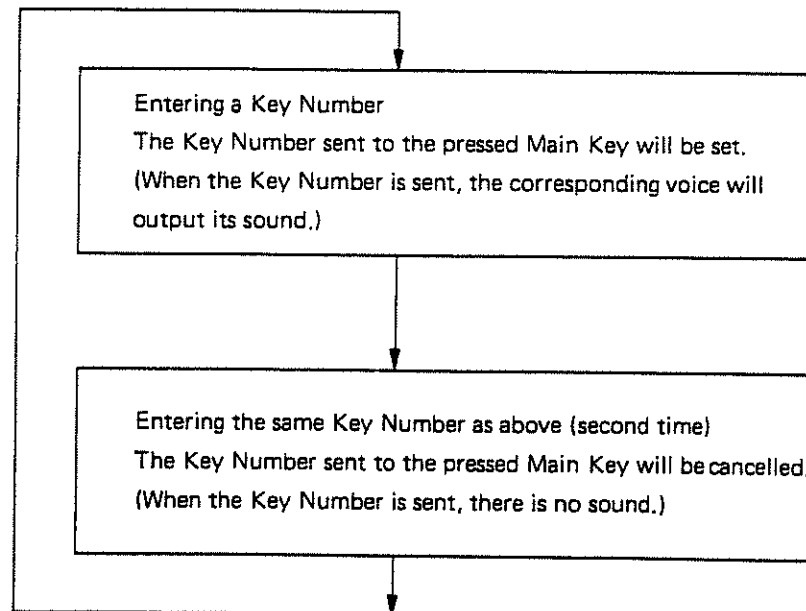 Entering a Key Number
The Key Number sent to the pressed Main Key will be set.
(When the Key Number is sent, the corresponding voice will
output its sound.)
Entering the same Key Number as above (second time)
The Key Number sent to the pressed Main Key will be cancelled.
(When the Key Number is sent, there is no sound.)